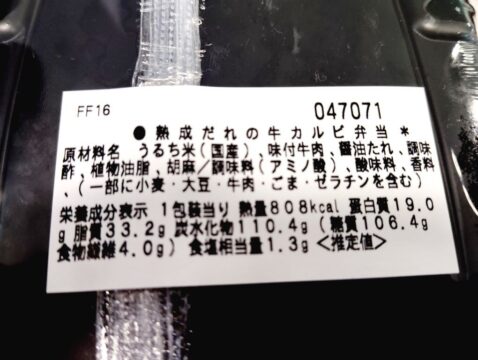 FF16 047071
●熟成だれの牛カルビ弁当*
原材料名 うるち米(国産)、味付牛肉、醤油たれ、調味
酢、植物油脂、胡麻/調味料(アミノ酸)、酸味料、香料
、(一部に小麦・大豆・牛肉・ごま・ゼラチンを含む)
栄養成分表示 1包装当り 熱量808kcal 蛋白質19.0
g 脂質33.2g 炭水化物110.4g (糖質106.4g
食物繊維4.0g) 食塩相当量1.3g<推定値>